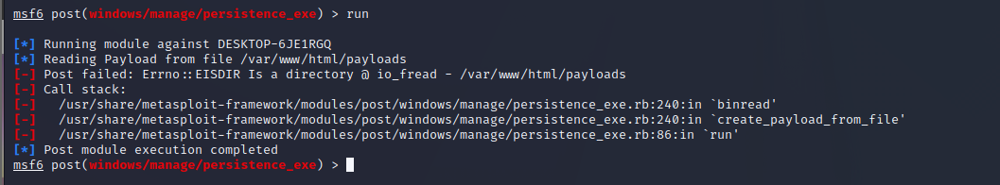 msf6 post(windows/manage/persistence_exe) > run
[*] Running module against DESKTOP-6JE1RGQ
[*] Reading Payload from file /var/www/html/payloads
[-] Post failed: Errno::EISDIR Is a directory @ io_fread - /var/www/html/payloads
[-] Call stack:
[-]   /usr/share/metasploit-framework/modules/post/windows/manage/persistence_exe.rb:240:in `binread'
[-]   /usr/share/metasploit-framework/modules/post/windows/manage/persistence_exe.rb:240:in `create_payload_from_file'
[-]   /usr/share/metasploit-framework/modules/post/windows/manage/persistence_exe.rb:86:in `run'
[*] Post module execution completed
msf6 post(windows/manage/persistence_exe) >